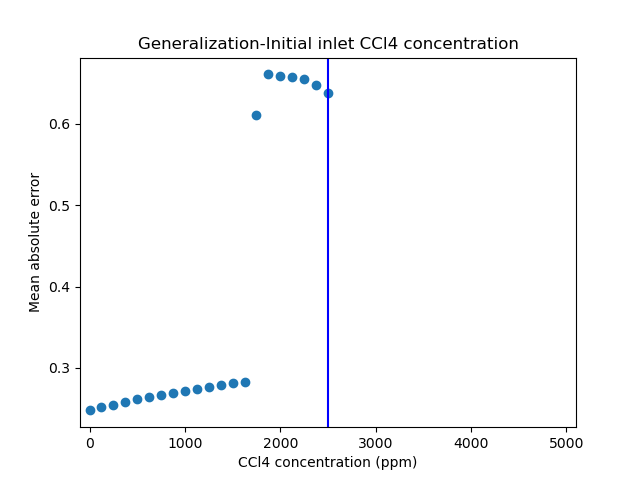 Generalization-Initial inlet CCl4 concentration
0.6
0.5
0.4
0.3
Mean absolute error
0 1000 2000 3000 4000 5000
CCl4 concentration (ppm)